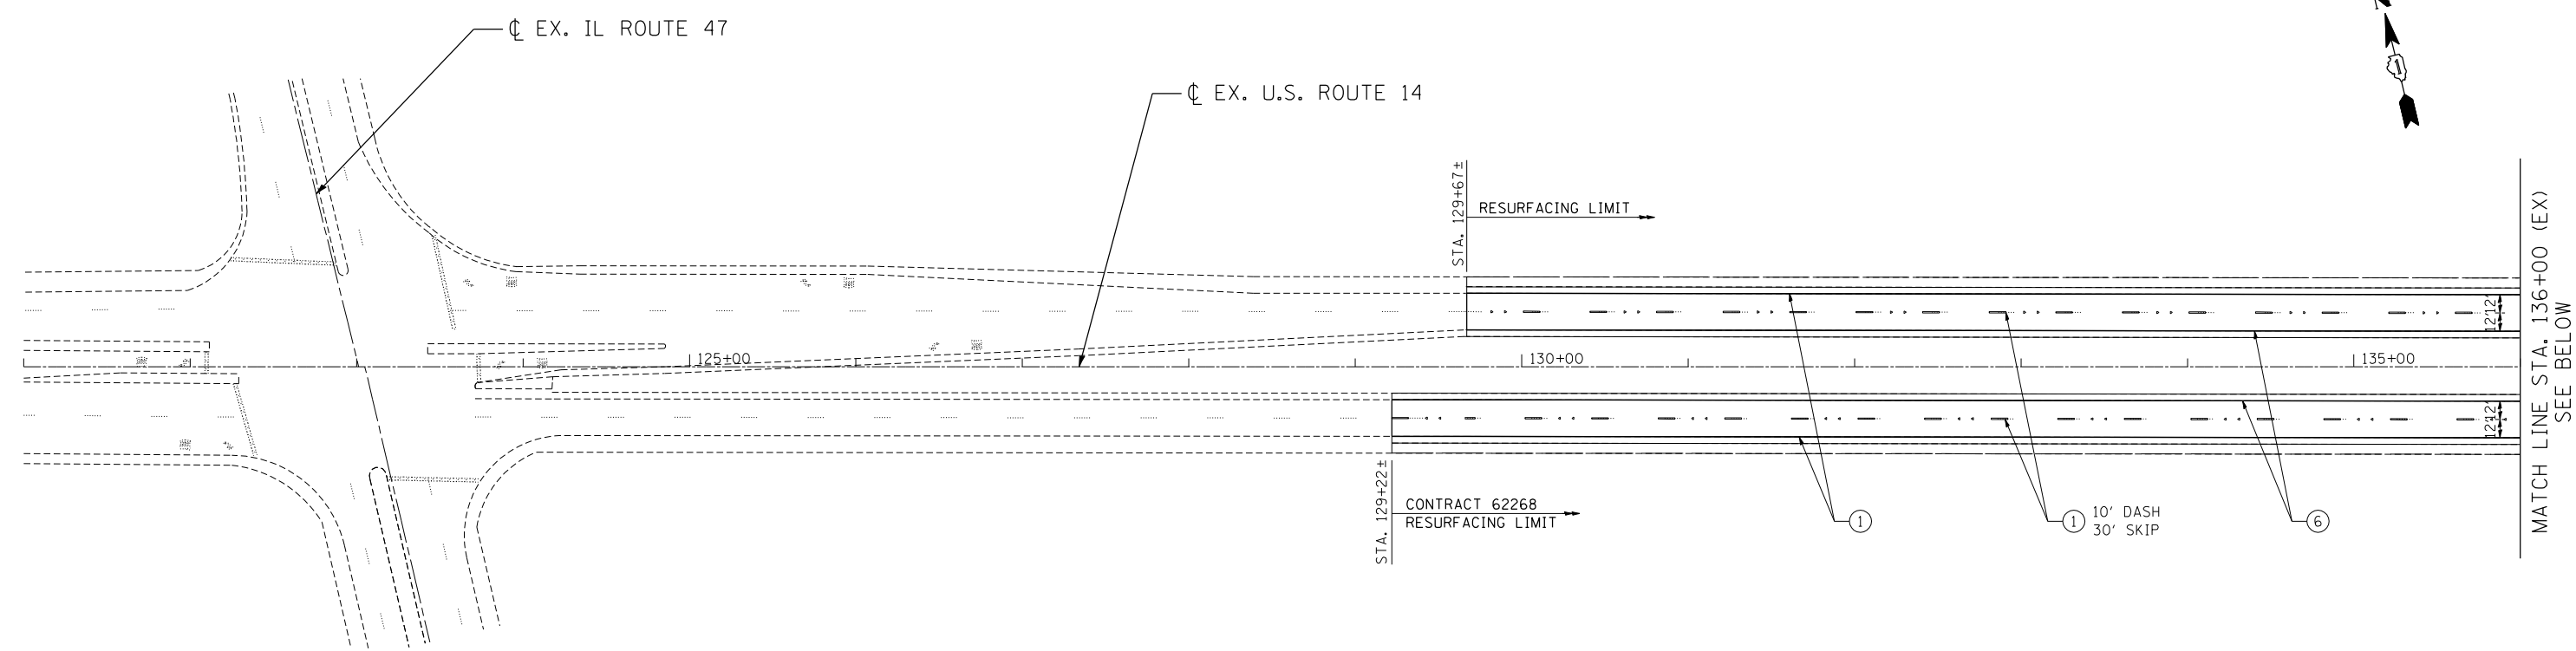 ℄ EX. IL ROUTE 47
℄ EX. U.S. ROUTE 14
STA. 129+67±
RESURFACING LIMIT
125+00
130+00
135+00
12'
12'
12'
12'
STA. 129+22±
CONTRACT 62268
RESURFACING LIMIT
1
1
10' DASH
30' SKIP
6
MATCH LINE STA. 136+00 (EX)
SEE BELOW